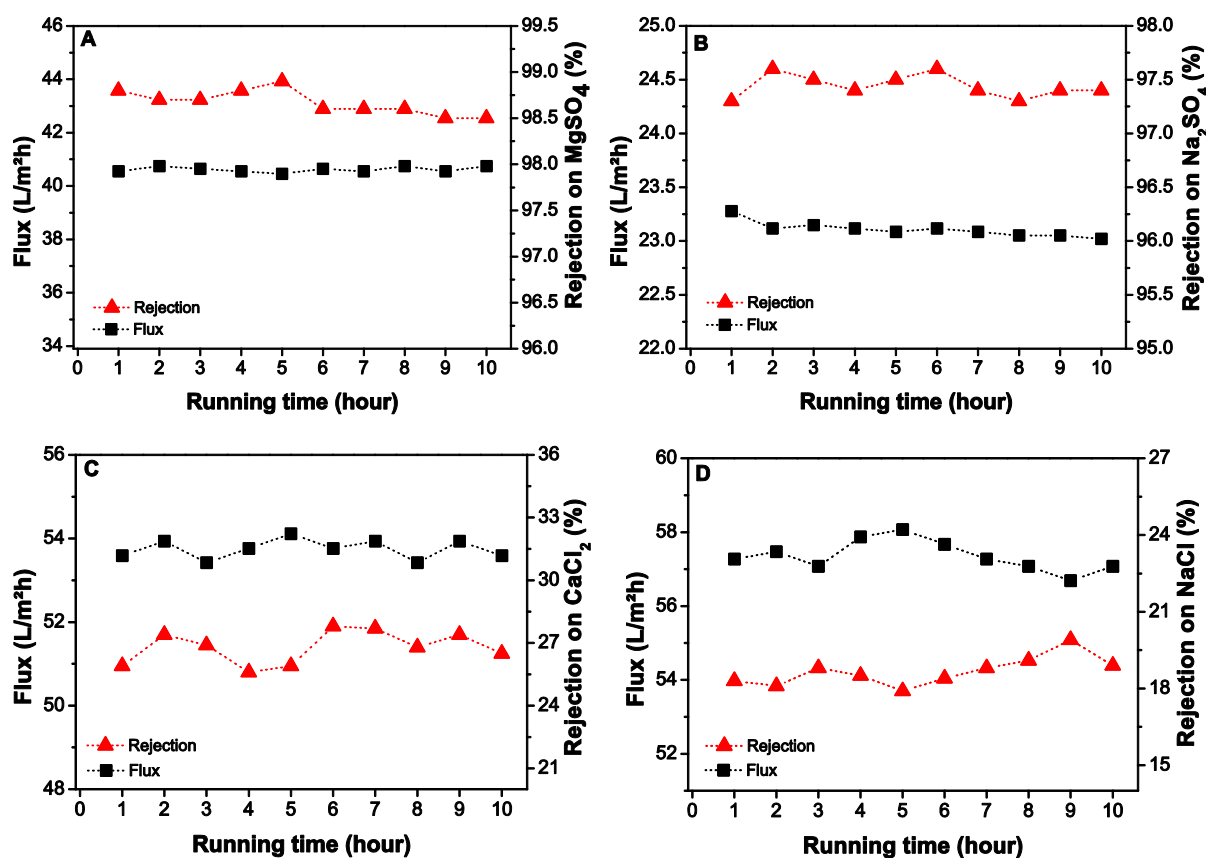 A
Flux (L/m²h)
46
44
42
40
38
36
34
99.5
99.0
98.5
98.0
97.5
97.0
96.5
96.0
Rejection on MgSO4 (%)
Rejection
Flux
0 1 2 3 4 5 6 7 8 9 10
Running time (hour)
B
Flux (L/m²h)
25.0
24.5
24.0
23.5
23.0
22.5
22.0
98.0
97.5
97.0
96.5
96.0
95.5
95.0
Rejection on Na₂SO4 (%)
Rejection
Flux
0 1 2 3 4 5 6 7 8 9 10
Running time (hour)
C
Flux (L/m²h)
56
54
52
50
48
36
33
30
27
24
21
Rejection on CaCl₂ (%)
Rejection
Flux
0 1 2 3 4 5 6 7 8 9 10
Running time (hour)
D
Flux (L/m²h)
60
58
56
54
52
27
24
21
18
15
Rejection on NaCl (%)
Rejection
Flux
0 1 2 3 4 5 6 7 8 9 10
Running time (hour)